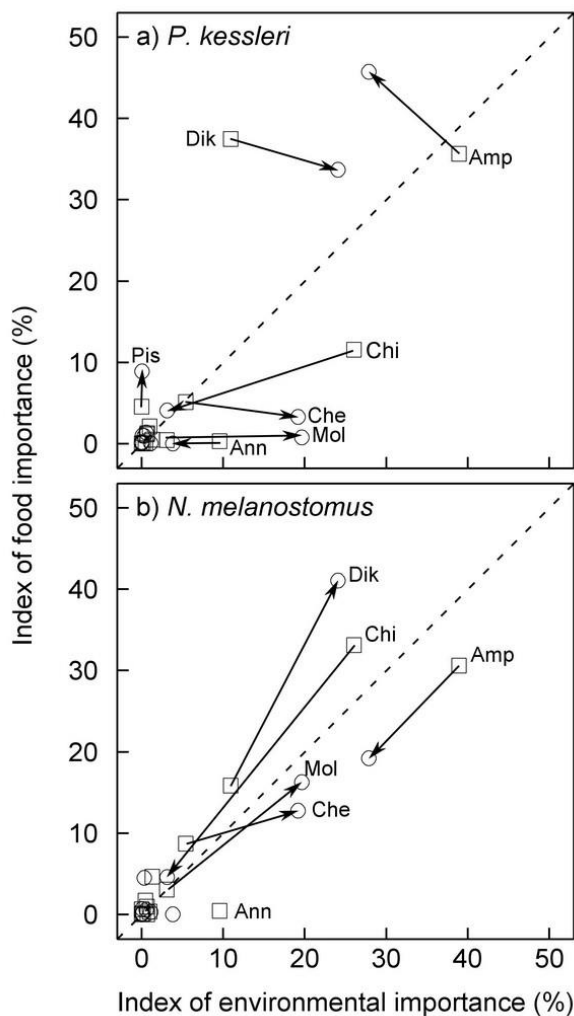 a) P. kessleri
50
40
30
20
10
0
Dik
Amp
Chi
Pis
Che
Mol
Ann
Index of food importance (%)
b) N. melanostomus
50
40
30
20
10
0
Dik
Chi
Amp
Mol
Che
Ann
0 10 20 30 40 50
Index of environmental importance (%)